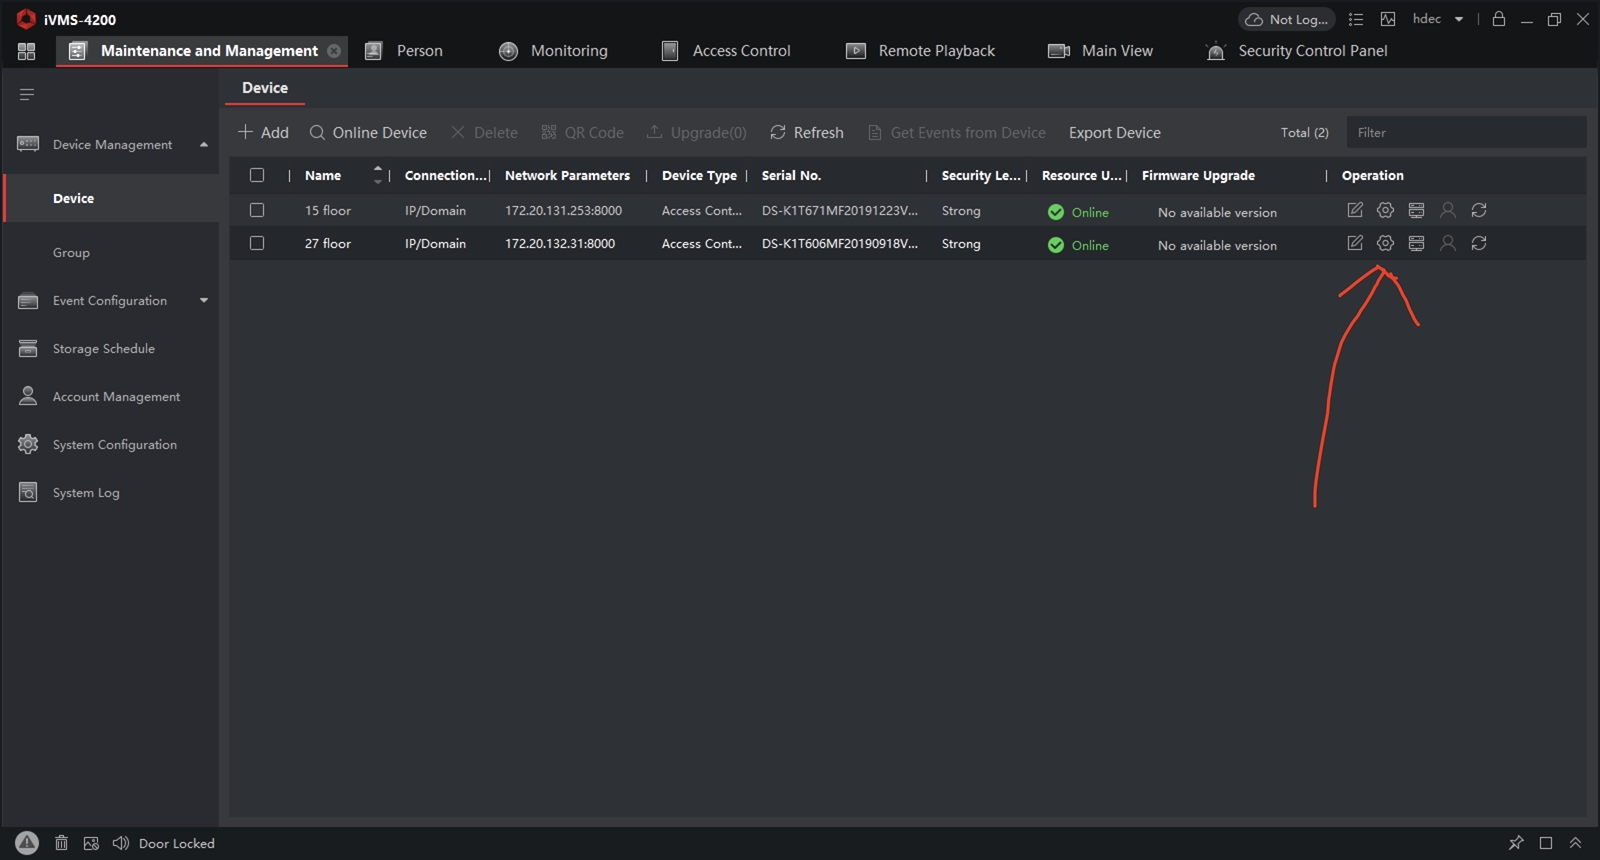 iVMS-4200
Not Log...
hdec
Maintenance and Management
Person
Monitoring
Access Control
Remote Playback
Main View
Security Control Panel
Device Management
Device
Group
Event Configuration
Storage Schedule
Account Management
System Configuration
System Log
Device
Add Online Device Delete QR Code Upgrade(0) Refresh Get Events from Device Export Device Total (2) Filter
Name Connection... Network Parameters Device Type Serial No. Security Le... Resource U... Firmware Upgrade Operation
15 floor IP/Domain 172.20.131.253:8000 Access Cont... DS-K1T671MF20191223V... Strong Online No available version
27 floor IP/Domain 172.20.132.31:8000 Access Cont... DS-K1T606MF20190918V... Strong Online No available version
Door Locked